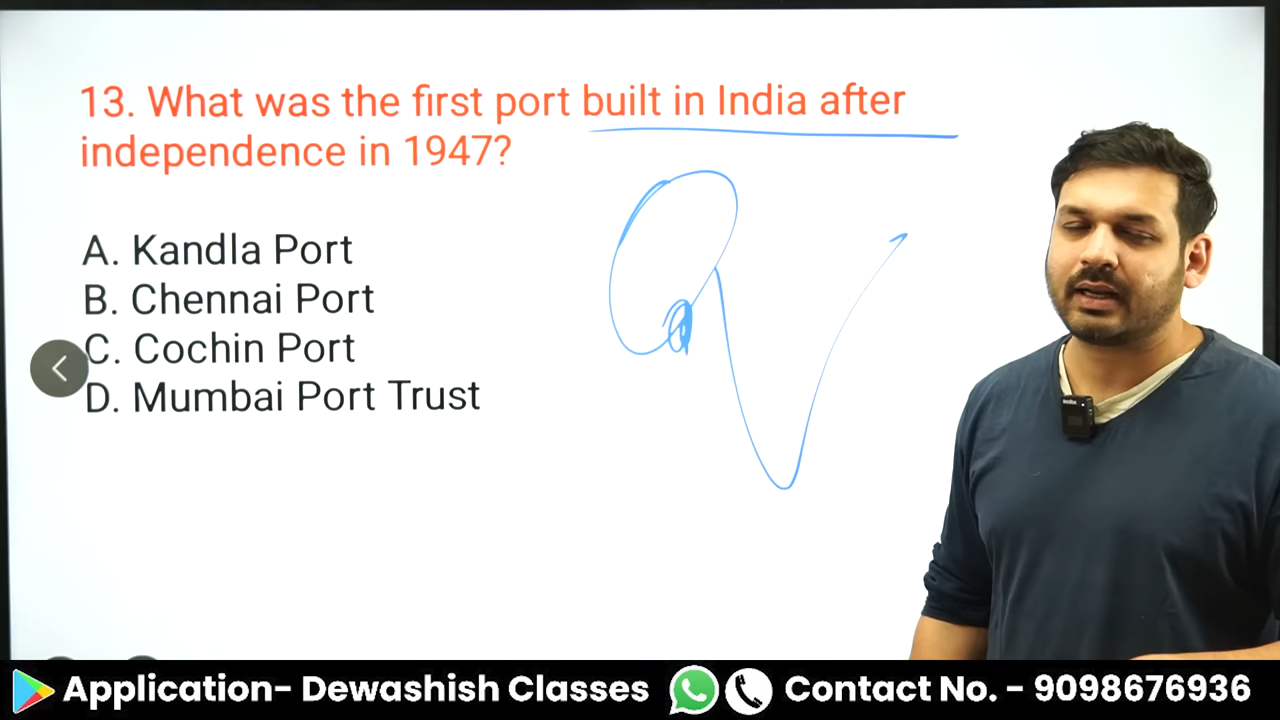 13. What was the first port built in India after
independence in 1947?
A. Kandla Port
B. Chennai Port
C. Cochin Port
D. Mumbai Port Trust
Godox
Application- Dewashish Classes
Contact No. - 9098676936